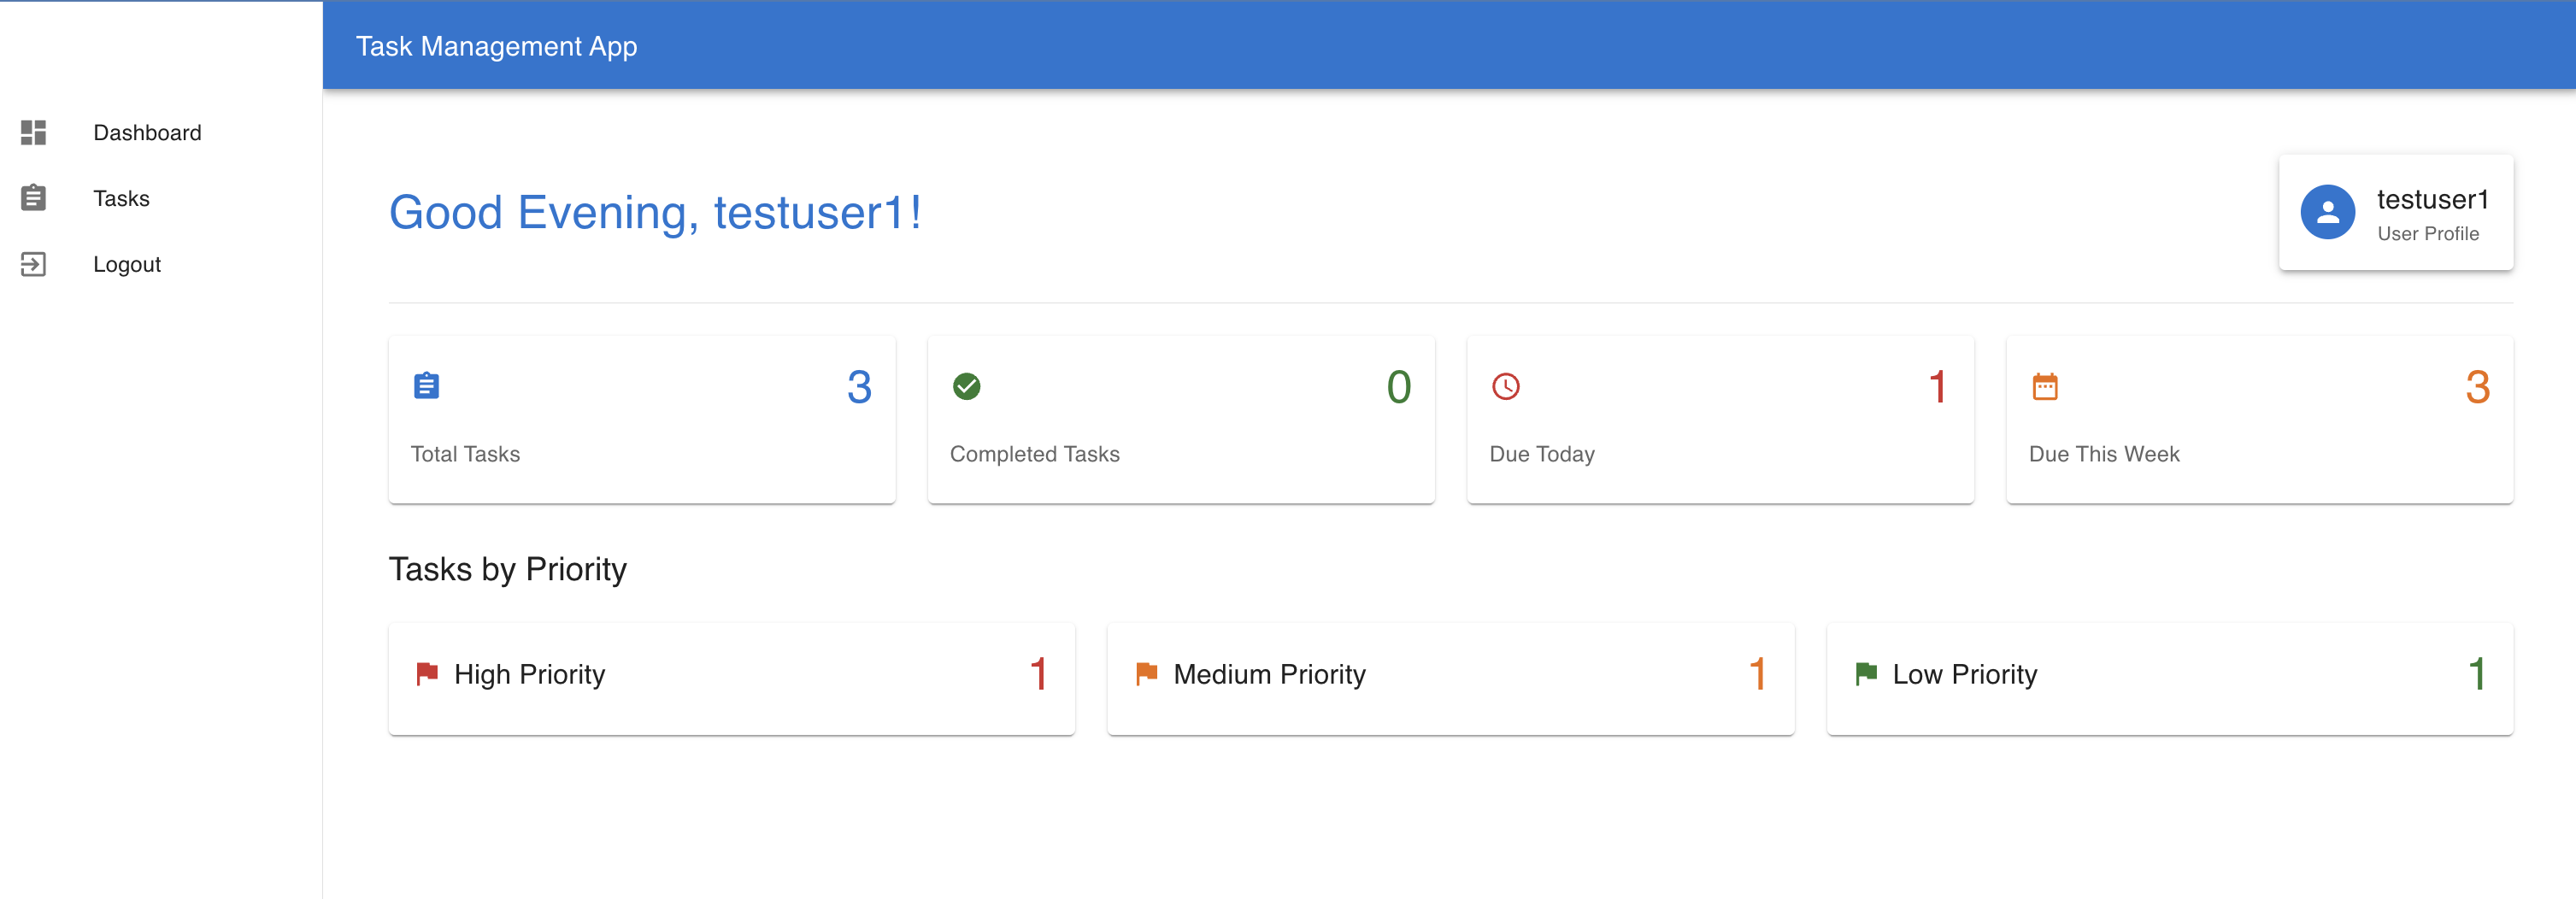 Task Management App
Dashboard
Tasks
Logout
Good Evening, testuser1!
testuser1
User Profile
3
Total Tasks
0
Completed Tasks
1
Due Today
3
Due This Week
Tasks by Priority
High Priority 1
Medium Priority 1
Low Priority 1